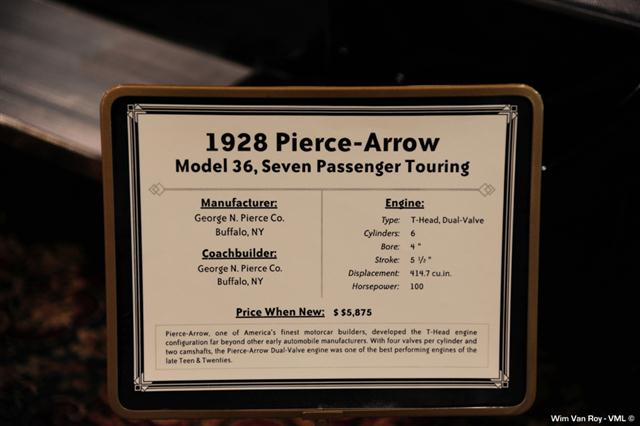 1928 Pierce-Arrow
Model 36, Seven Passenger Touring
Manufacturer:
George N. Pierce Co.
Buffalo, NY
Coachbuilder:
George N. Pierce Co.
Buffalo, NY
Engine:
Type: T-Head, Dual-Valve
Cylinders: 6
Bore: 4 "
Stroke: 5 1/2 "
Displacement: 414.7 cu.in.
Horsepower: 100
Price When New: $ $5,875
Pierce-Arrow, one of America's finest motorcar builders, developed the T-Head engine
configuration far beyond other early automobile manufacturers. With four valves per cylinder and
two camshafts, the Pierce-Arrow Dual-Valve engine was one of the best performing engines of the
late Teen & Twenties.
Wim Van Roy - VML ©